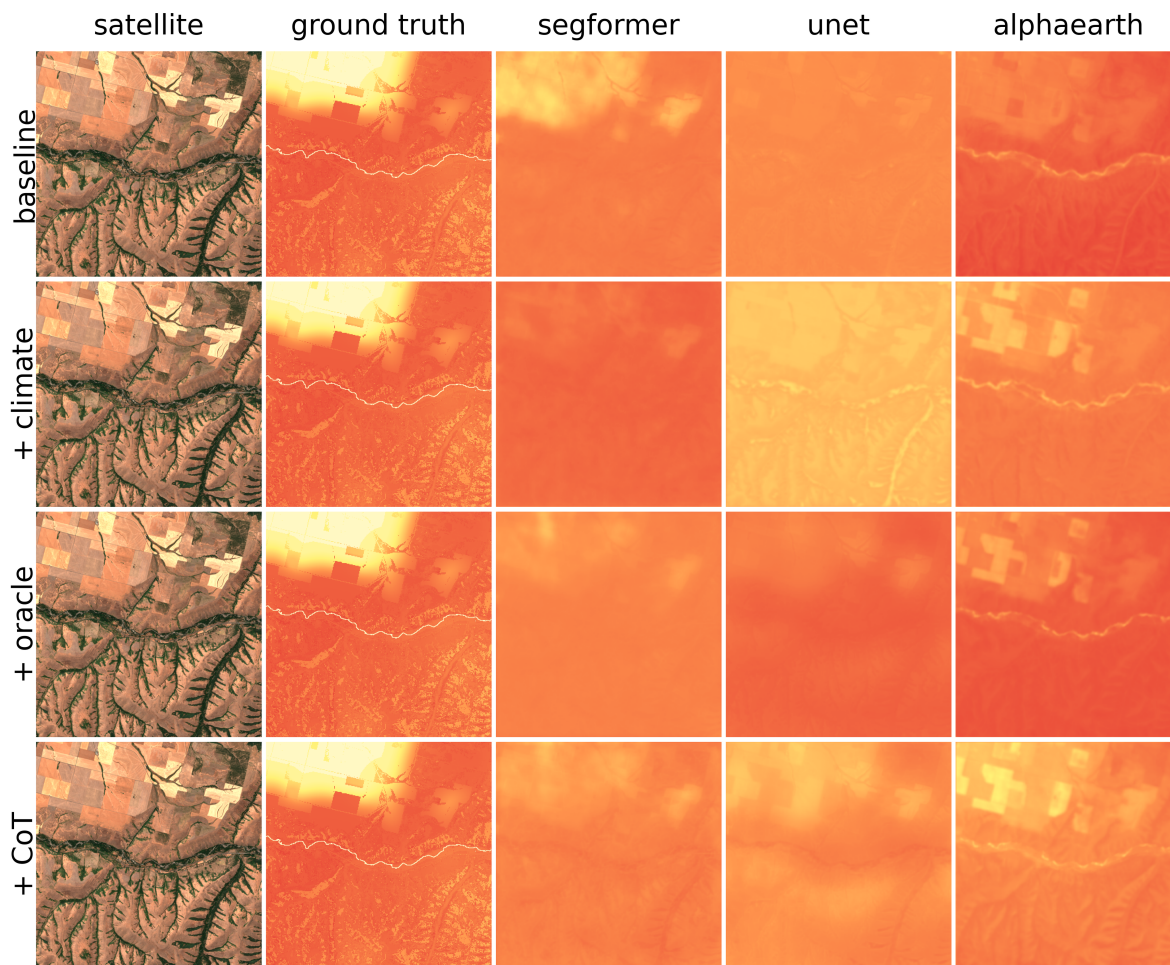 satellite ground truth segformer unet alphaearth
baseline
+ climate
+ oracle
+ CoT